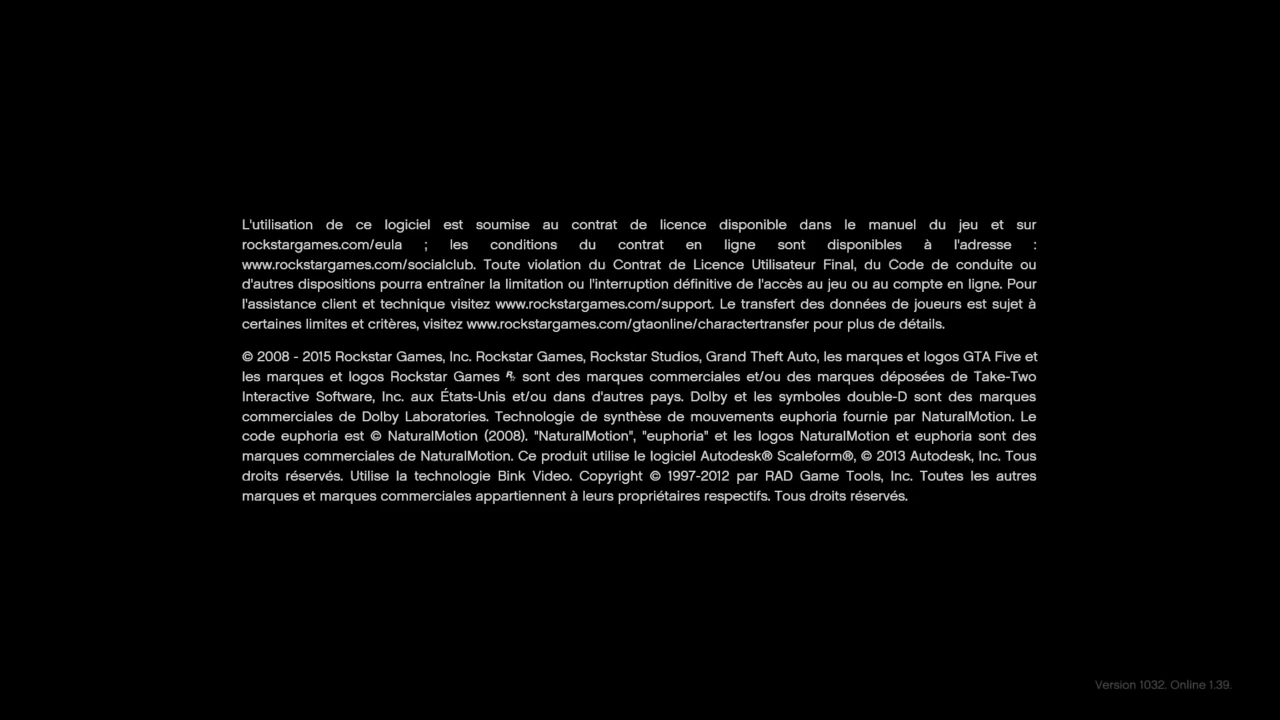 L'utilisation de ce logiciel est soumise au contrat de licence disponible dans le manuel du jeu et sur
rockstargames.com/eula ; les conditions du contrat en ligne sont disponibles à l'adresse :
www.rockstargames.com/socialclub. Toute violation du Contrat de Licence Utilisateur Final, du Code de conduite ou
d'autres dispositions pourra entraîner la limitation ou l'interruption définitive de l'accès au jeu ou au compte en ligne. Pour
l'assistance client et technique visitez www.rockstargames.com/support. Le transfert des données de joueurs est sujet à
certaines limites et critères, visitez www.rockstargames.com/gtaonline/charactertransfer pour plus de détails.
© 2008 - 2015 Rockstar Games, Inc. Rockstar Games, Rockstar Studios, Grand Theft Auto, les marques et logos GTA Five et
les marques et logos Rockstar Games R* sont des marques commerciales et/ou des marques déposées de Take-Two
Interactive Software, Inc. aux États-Unis et/ou dans d'autres pays. Dolby et les symboles double-D sont des marques
commerciales de Dolby Laboratories. Technologie de synthèse de mouvements euphoria fournie par NaturalMotion. Le
code euphoria est © NaturalMotion (2008). "NaturalMotion", "euphoria" et les logos NaturalMotion et euphoria sont des
marques commerciales de NaturalMotion. Ce produit utilise le logiciel Autodesk® Scaleform®, © 2013 Autodesk, Inc. Tous
droits réservés. Utilise la technologie Bink Video. Copyright © 1997-2012 par RAD Game Tools, Inc. Toutes les autres
marques et marques commerciales appartiennent à leurs propriétaires respectifs. Tous droits réservés.
Version 1032. Online 1.39.